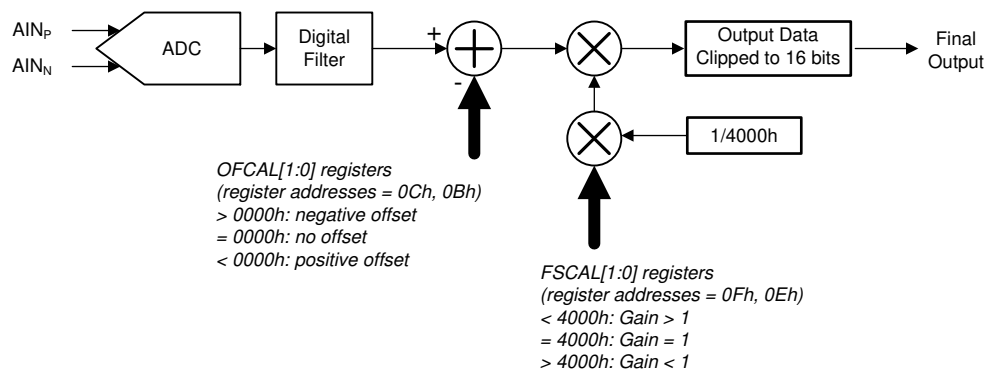 AINP
AINN
ADC
Digital
Filter
+
-
Output Data
Clipped to 16 bits
Final
Output
1/4000h
OFCAL[1:0] registers
(register addresses = 0Ch, 0Bh)
> 0000h: negative offset
= 0000h: no offset
< 0000h: positive offset
FSCAL[1:0] registers
(register addresses = 0Fh, 0Eh)
< 4000h: Gain > 1
= 4000h: Gain = 1
> 4000h: Gain < 1